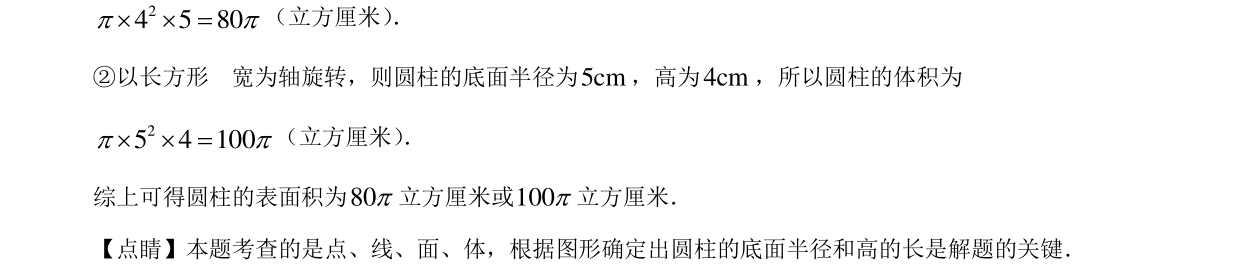 π×4²×5=80π（立方厘米）.
②以长方形　宽为轴旋转，则圆柱的底面半径为5cm，高为4cm，所以圆柱的体积为
π×5²×4=100π（立方厘米）.
综上可得圆柱的表面积为80π立方厘米或100π立方厘米．
【点睛】本题考查的是点、线、面、体，根据图形确定出圆柱的底面半径和高的长是解题的关键．